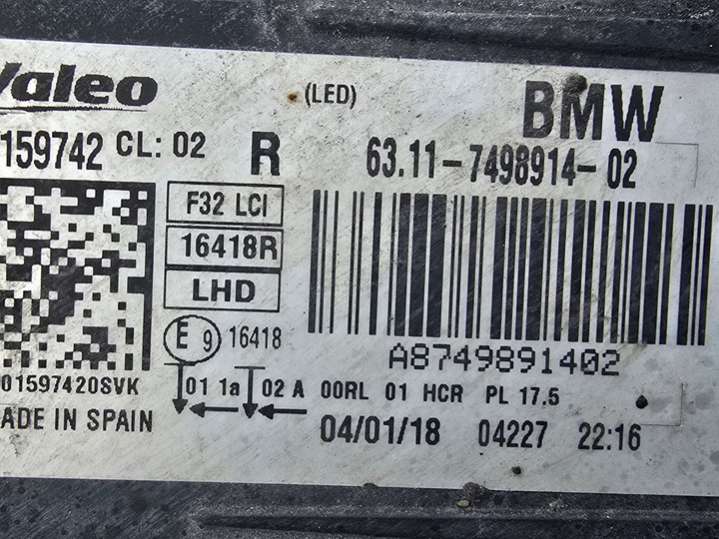 Valeo (LED) BMW
159742 CL: 02 R 63.11-7498914-02
F32 LCI
16418R
LHD
E 9 16418
A8749891402
01597420SVK 01 1a 02 A 00RL 01 HCR PL 17.5
ADE IN SPAIN 04/01/18 04227 22:16